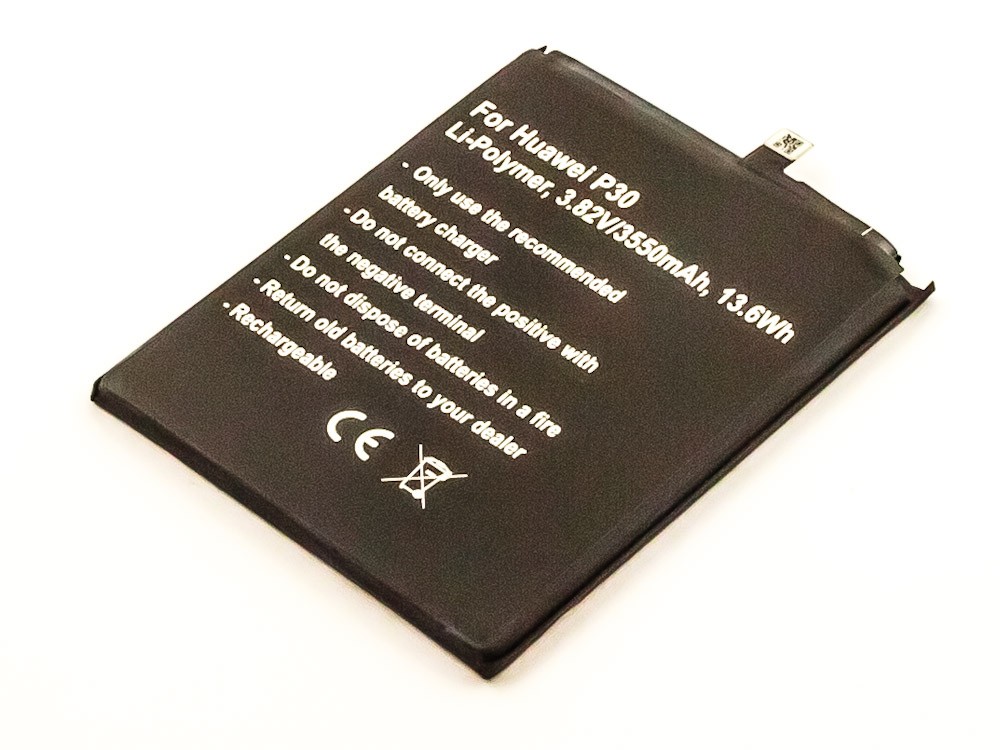 For Huawei P30
Li-Polymer, 3.82V/3550mAh, 13.6Wh
- Only use the recommended
battery charger
- Do not connect the positive with
the negative terminal
- Do not dispose of batteries in a fire
- Return old batteries to your dealer
- Rechargeable
CE